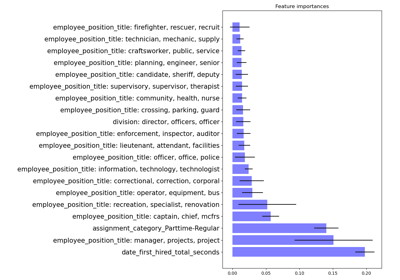 Feature importances
employee_position_title: firefighter, rescuer, recruit
employee_position_title: technician, mechanic, supply
employee_position_title: craftsworker, public, service
employee_position_title: planning, engineer, senior
employee_position_title: candidate, sheriff, deputy
employee_position_title: supervisory, supervisor, therapist
employee_position_title: community, health, nurse
employee_position_title: crossing, parking, guard
division: director, officers, officer
employee_position_title: enforcement, inspector, auditor
employee_position_title: lieutenant, attendant, facilities
employee_position_title: officer, office, police
employee_position_title: information, technology, technologist
employee_position_title: correctional, correction, corporal
employee_position_title: operator, equipment, bus
employee_position_title: recreation, specialist, renovation
employee_position_title: captain, chief, mcfrs
assignment_category_Parttime-Regular
employee_position_title: manager, projects, project
date_first_hired_total_seconds
0.00 0.05 0.10 0.15 0.20